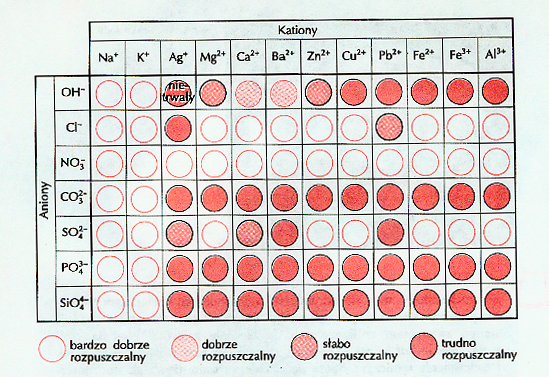 Kationy
Na⁺ K⁺ Ag⁺ Mg²⁺ Ca²⁺ Ba²⁺ Zn²⁺ Cu²⁺ Pb²⁺ Fe²⁺ Fe³⁺ Al³⁺
Aniony
OH⁻
nie-
trwały
Cl⁻
NO₃⁻
CO₃²⁻
SO₄²⁻
PO₄³⁻
SiO₄⁴⁻
bardzo dobrze
rozpuszczalny
dobrze
rozpuszczalny
słabo
rozpuszczalny
trudno
rozpuszczalny